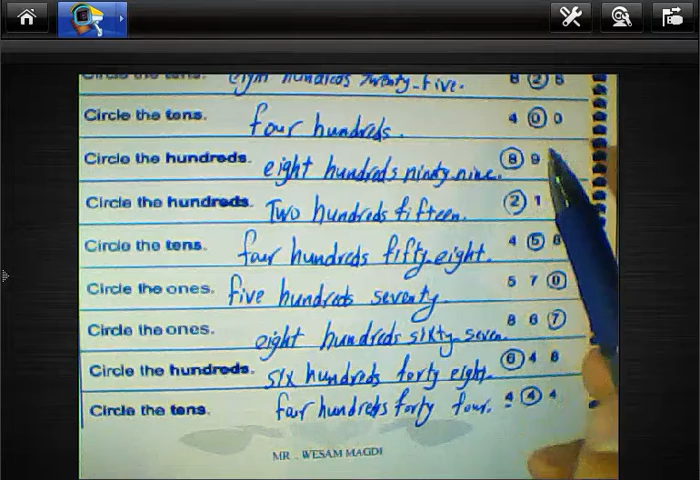 Circle the tens. eight hundreds twenty-five. 8 2 5
Circle the tens. four hundreds. 4 0 0
Circle the hundreds. eight hundreds ninety-nine. 8 9
Circle the hundreds. Two hundreds fifteen. 2 1
Circle the tens. four hundreds fifty-eight. 4 5 8
Circle the ones. five hundreds seventy. 5 7 0
Circle the ones. eight hundreds sixty-seven. 8 6 7
Circle the hundreds. six hundreds forty eight. 6 4 8
Circle the tens. four hundreds forty four. 4 4 4
MR .. WESAM MAGDI